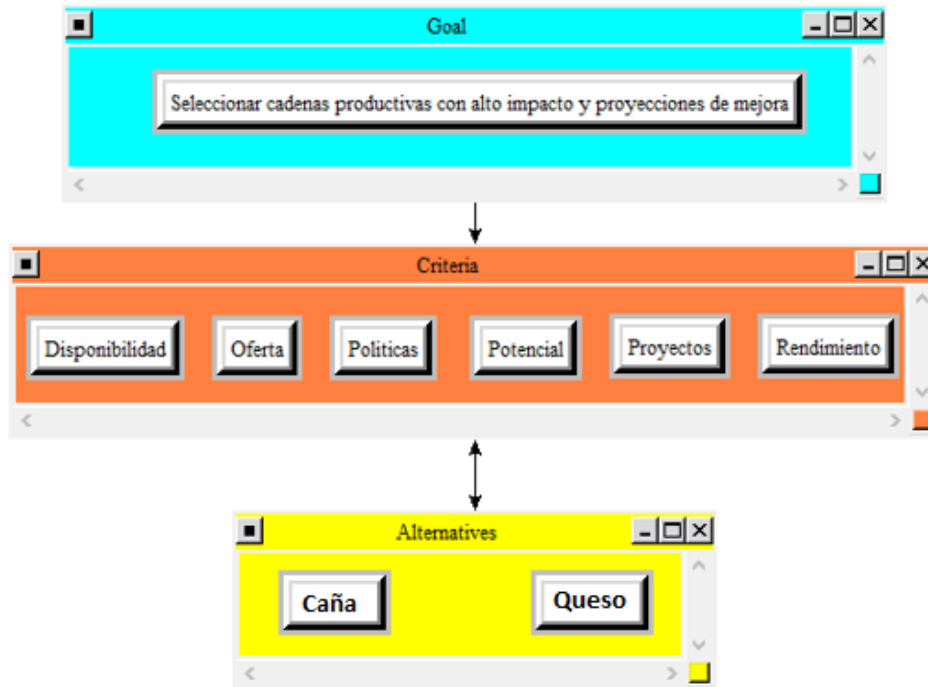 Goal
Seleccionar cadenas productivas con alto impacto y proyecciones de mejora
Criteria
Disponibilidad Oferta Politicas Potencial Proyectos Rendimiento
Alternatives
Caña Queso